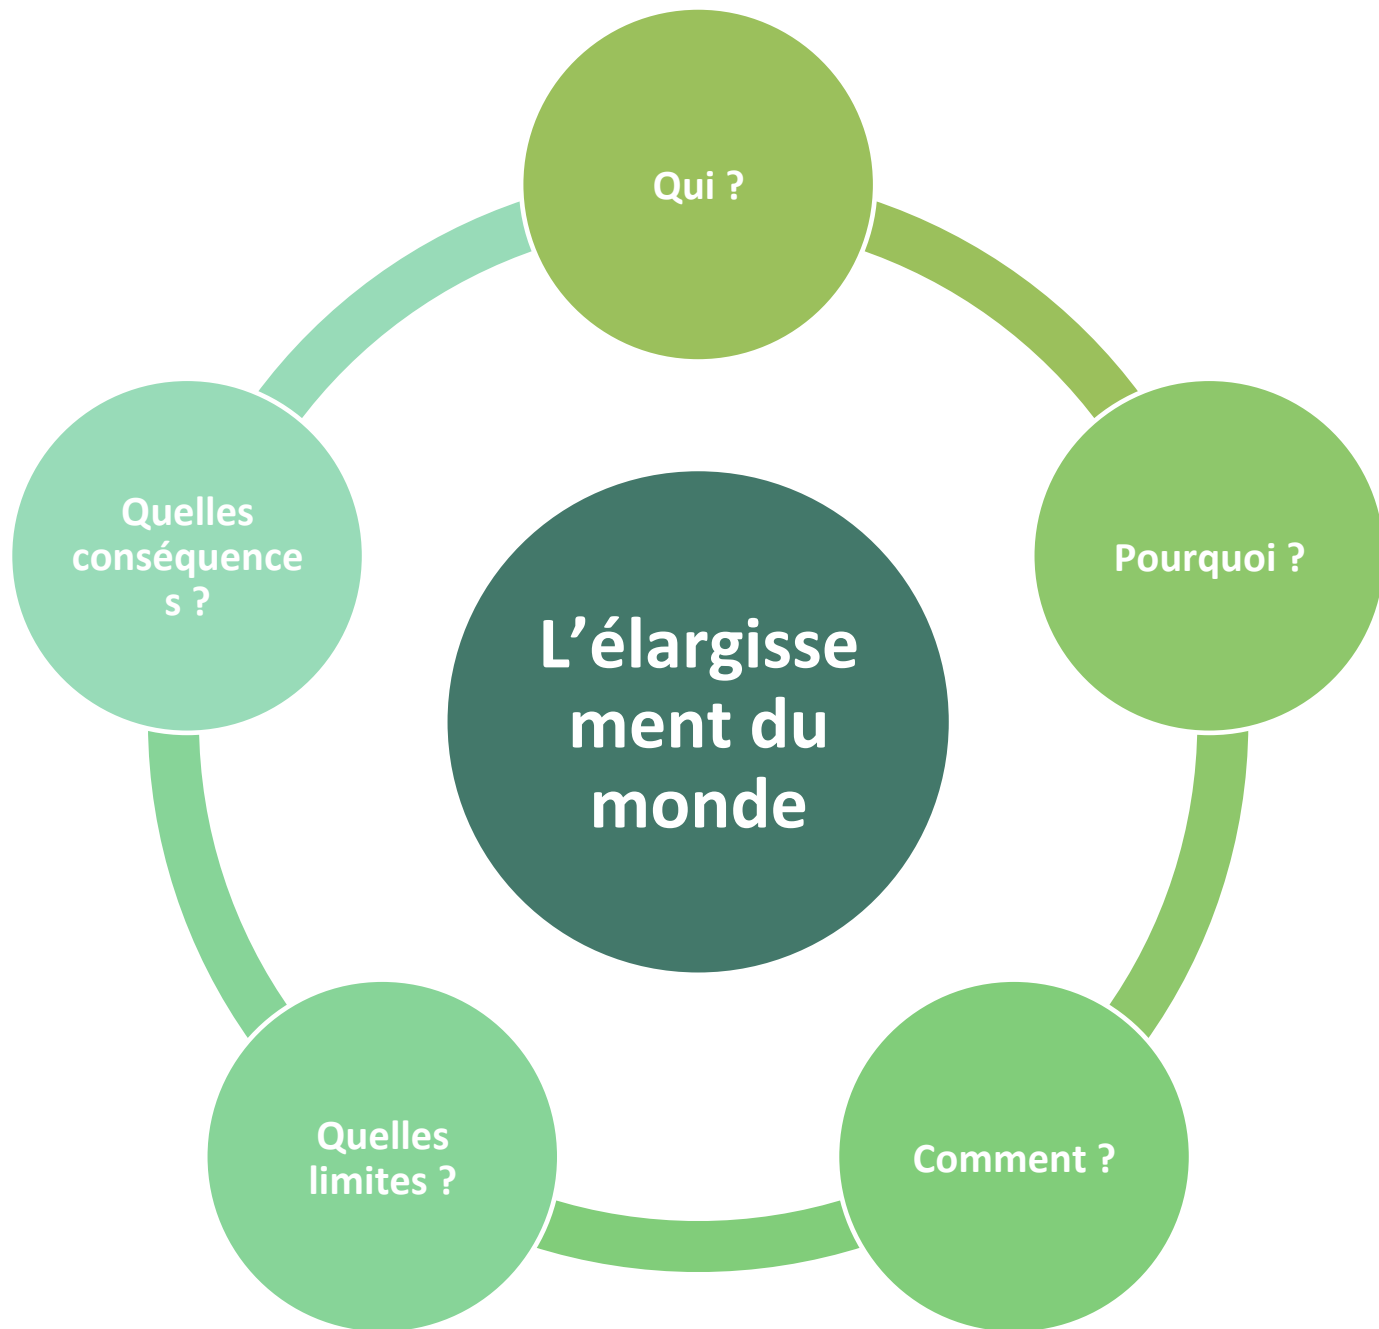 Qui ?
Pourquoi ?
Comment ?
Quelles
limites ?
Quelles
conséquence
s ?
L’élargisse
ment du
monde